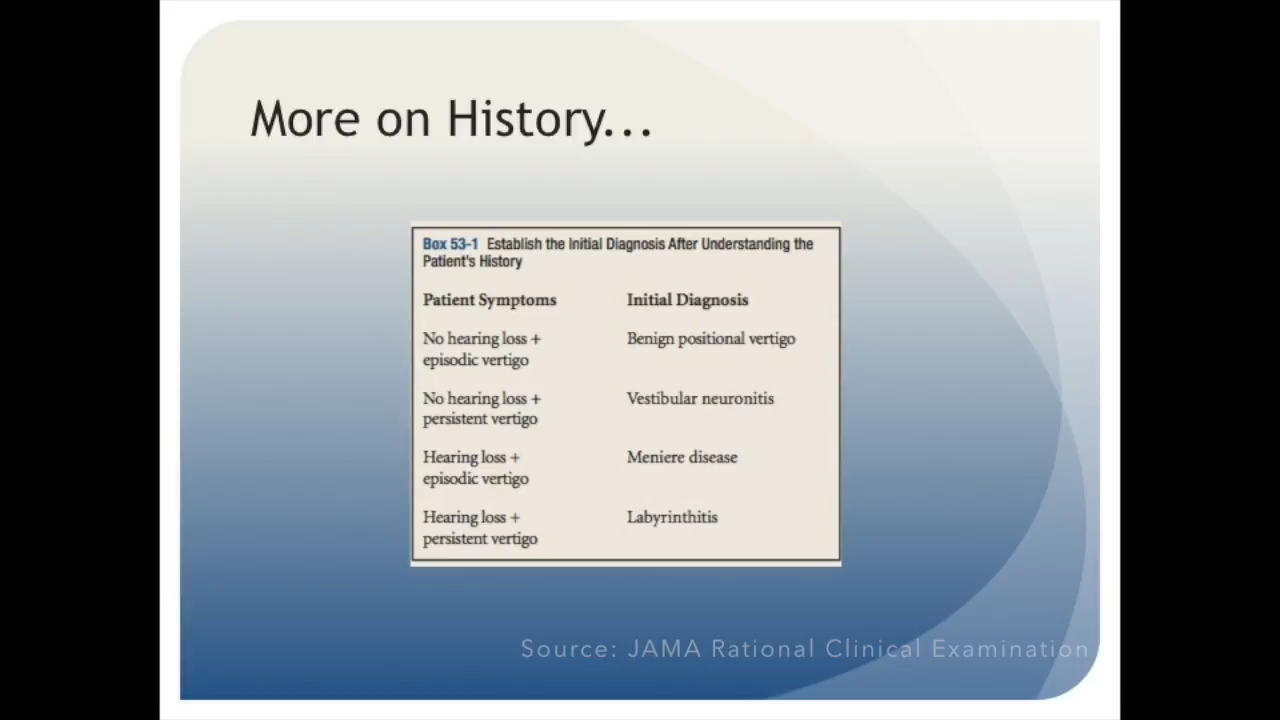 More on History...
Box 53-1 Establish the Initial Diagnosis After Understanding the
Patient's History
Patient Symptoms Initial Diagnosis
No hearing loss + Benign positional vertigo
episodic vertigo
No hearing loss + Vestibular neuronitis
persistent vertigo
Hearing loss + Meniere disease
episodic vertigo
Hearing loss + Labyrinthitis
persistent vertigo
Source: JAMA Rational Clinical Examination